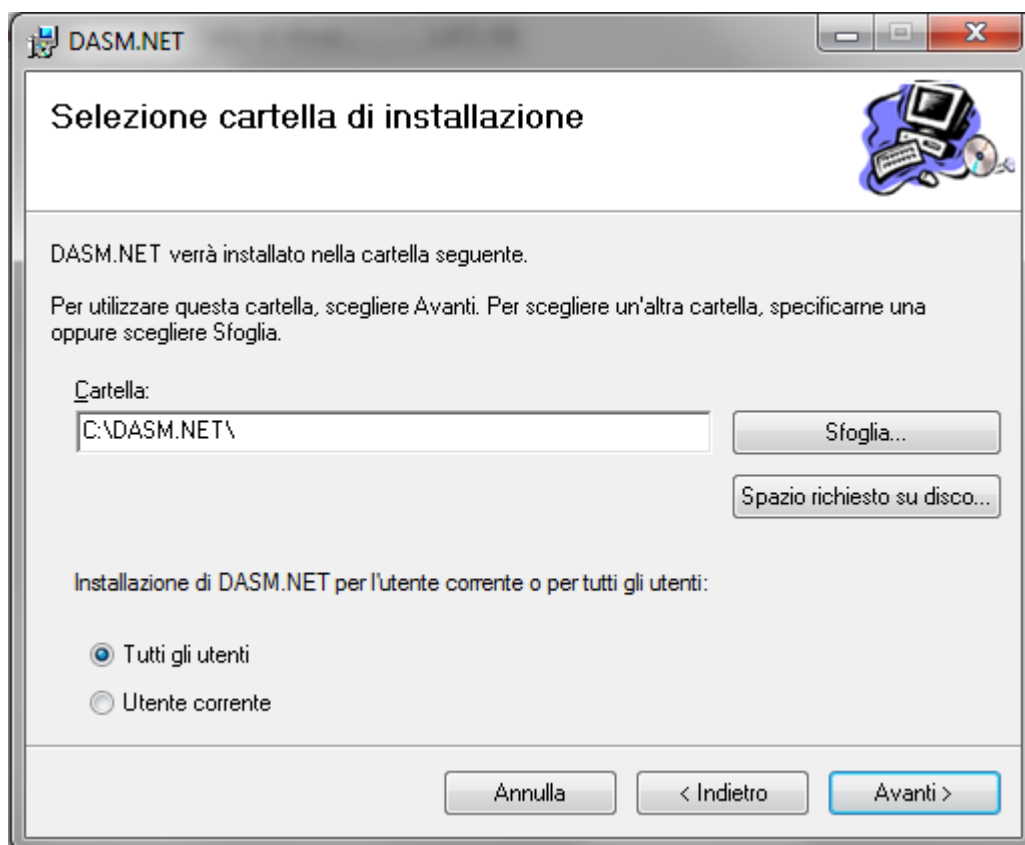 DASM.NET
Selezione cartella di installazione
DASM.NET verrà installato nella cartella seguente.
Per utilizzare questa cartella, scegliere Avanti. Per scegliere un'altra cartella, specificarne una
oppure scegliere Sfoglia.
Cartella:
C:\DASM.NET\
Sfoglia...
Spazio richiesto su disco...
Installazione di DASM.NET per l'utente corrente o per tutti gli utenti:
Tutti gli utenti
Utente corrente
Annulla
< Indietro
Avanti >